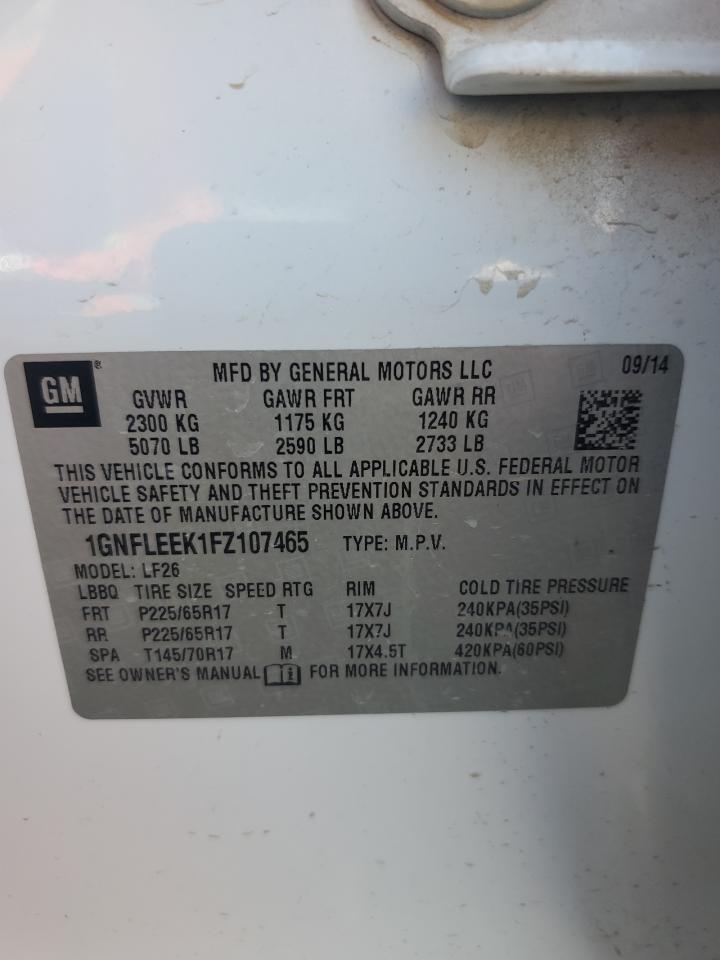 GM ® MFD BY GENERAL MOTORS LLC 09/14
GVWR GAWR FRT GAWR RR
2300 KG 1175 KG 1240 KG
5070 LB 2590 LB 2733 LB
THIS VEHICLE CONFORMS TO ALL APPLICABLE U.S. FEDERAL MOTOR
VEHICLE SAFETY AND THEFT PREVENTION STANDARDS IN EFFECT ON
THE DATE OF MANUFACTURE SHOWN ABOVE.
1GNFLEEK1FZ107465 TYPE: M.P.V.
MODEL: LF26
LBBQ TIRE SIZE SPEED RTG RIM COLD TIRE PRESSURE
FRT P225/65R17 T 17X7J 240KPA(35PSI)
RR P225/65R17 T 17X7J 240KPA(35PSI)
SPA T145/70R17 M 17X4.5T 420KPA(60PSI)
SEE OWNER'S MANUAL FOR MORE INFORMATION.